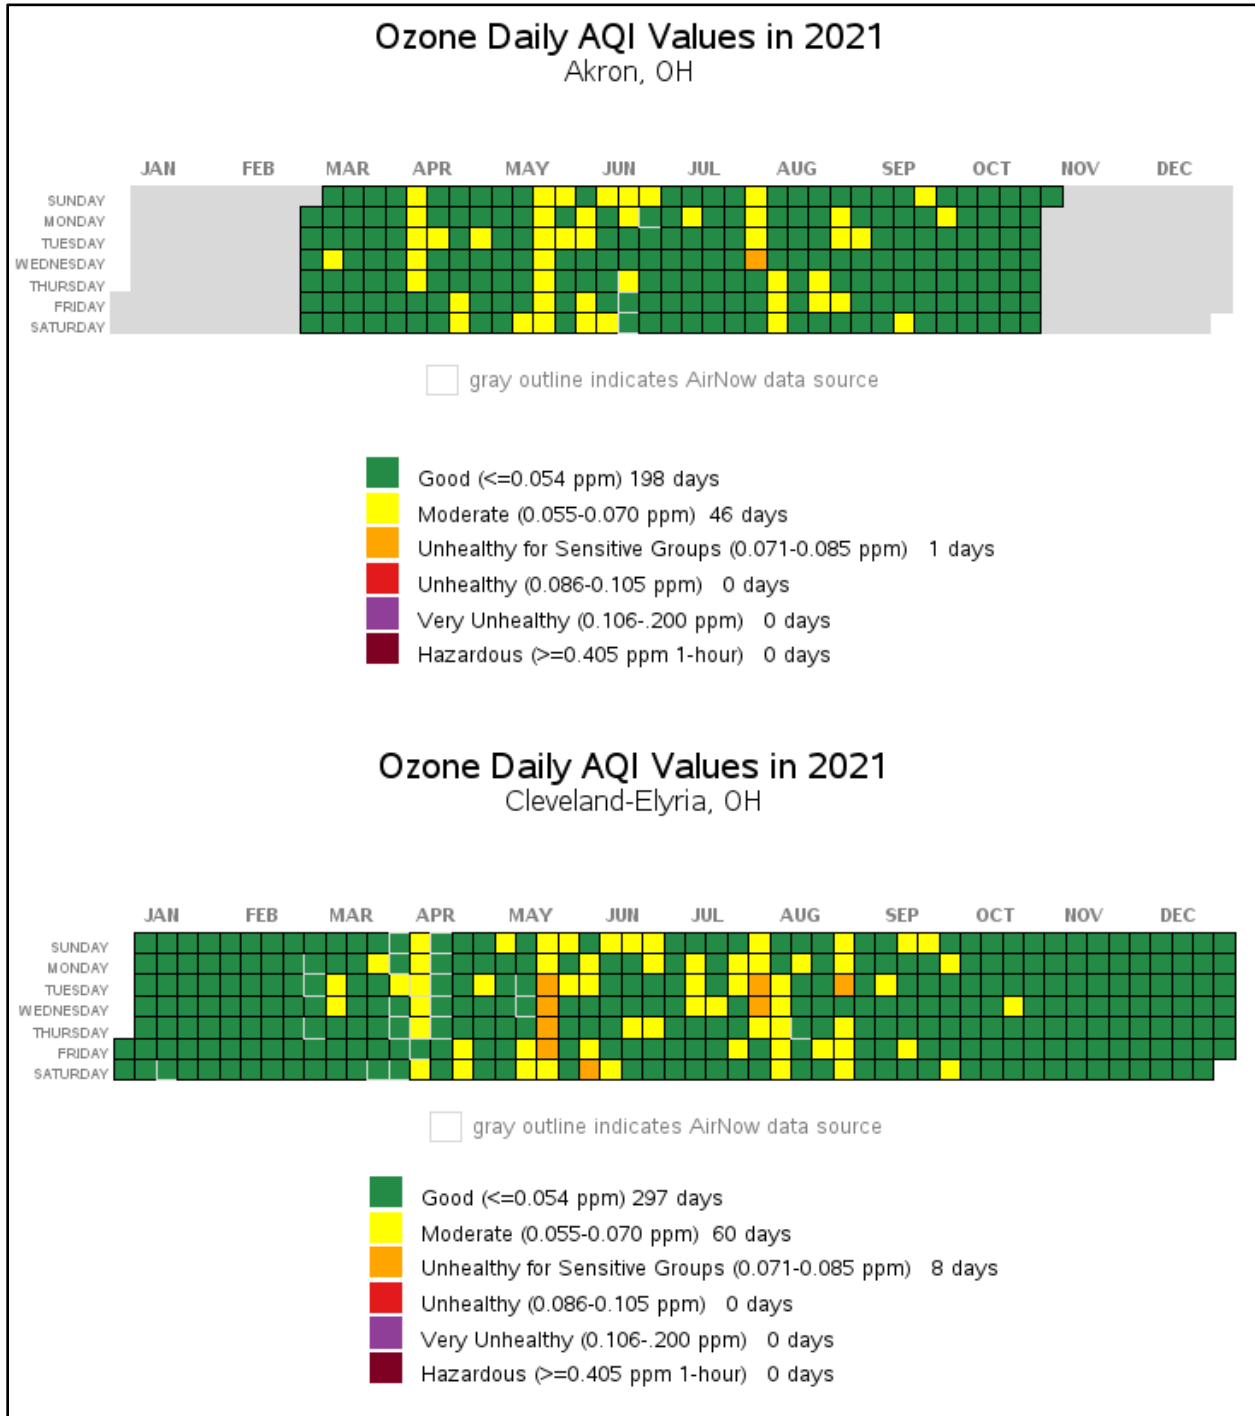 Ozone Daily AQI Values in 2021
Akron, OH
JAN FEB MAR APR MAY JUN JUL AUG SEP OCT NOV DEC
SUNDAY
MONDAY
TUESDAY
WEDNESDAY
THURSDAY
FRIDAY
SATURDAY
gray outline indicates AirNow data source
Good (<=0.054 ppm) 198 days
Moderate (0.055-0.070 ppm) 46 days
Unhealthy for Sensitive Groups (0.071-0.085 ppm) 1 days
Unhealthy (0.086-0.105 ppm) 0 days
Very Unhealthy (0.106-.200 ppm) 0 days
Hazardous (>=0.405 ppm 1-hour) 0 days
Ozone Daily AQI Values in 2021
Cleveland-Elyria, OH
JAN FEB MAR APR MAY JUN JUL AUG SEP OCT NOV DEC
SUNDAY
MONDAY
TUESDAY
WEDNESDAY
THURSDAY
FRIDAY
SATURDAY
gray outline indicates AirNow data source
Good (<=0.054 ppm) 297 days
Moderate (0.055-0.070 ppm) 60 days
Unhealthy for Sensitive Groups (0.071-0.085 ppm) 8 days
Unhealthy (0.086-0.105 ppm) 0 days
Very Unhealthy (0.106-.200 ppm) 0 days
Hazardous (>=0.405 ppm 1-hour) 0 days